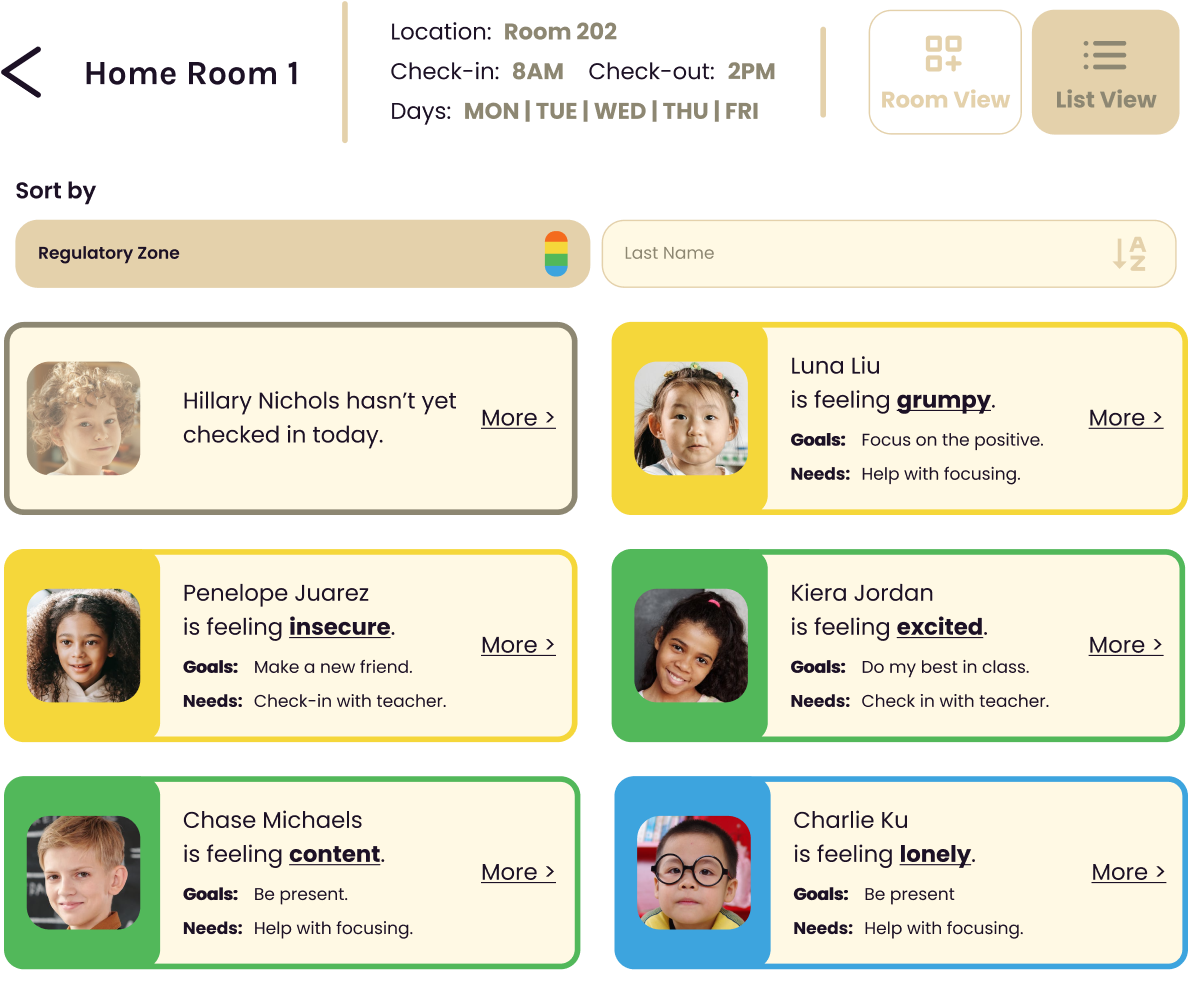 Home Room 1
Location: Room 202
Check-in: 8AM Check-out: 2PM
Days: MON | TUE | WED | THU | FRI
Room View
List View
Sort by
Regulatory Zone
Last Name
A
Z
Hillary Nichols hasn’t yet
checked in today.
More >
Luna Liu
is feeling grumpy.
Goals: Focus on the positive.
Needs: Help with focusing.
More >
Penelope Juarez
is feeling insecure.
Goals: Make a new friend.
Needs: Check-in with teacher.
More >
Kiera Jordan
is feeling excited.
Goals: Do my best in class.
Needs: Check in with teacher.
More >
Chase Michaels
is feeling content.
Goals: Be present.
Needs: Help with focusing.
More >
Charlie Ku
is feeling lonely.
Goals: Be present
Needs: Help with focusing.
More >